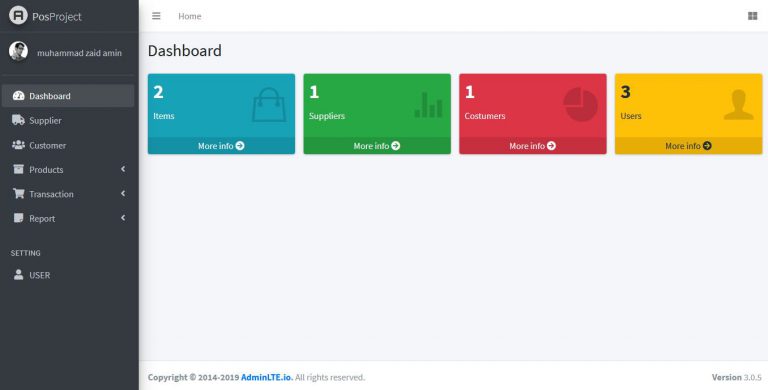 PosProject
Home
muhammad zaid amin
Dashboard
Supplier
Customer
Products
Transaction
Report
SETTING
USER
Dashboard
2
Items
More info
1
Suppliers
More info
1
Costumers
More info
3
Users
More info
Copyright © 2014-2019 AdminLTE.io. All rights reserved.
Version 3.0.5